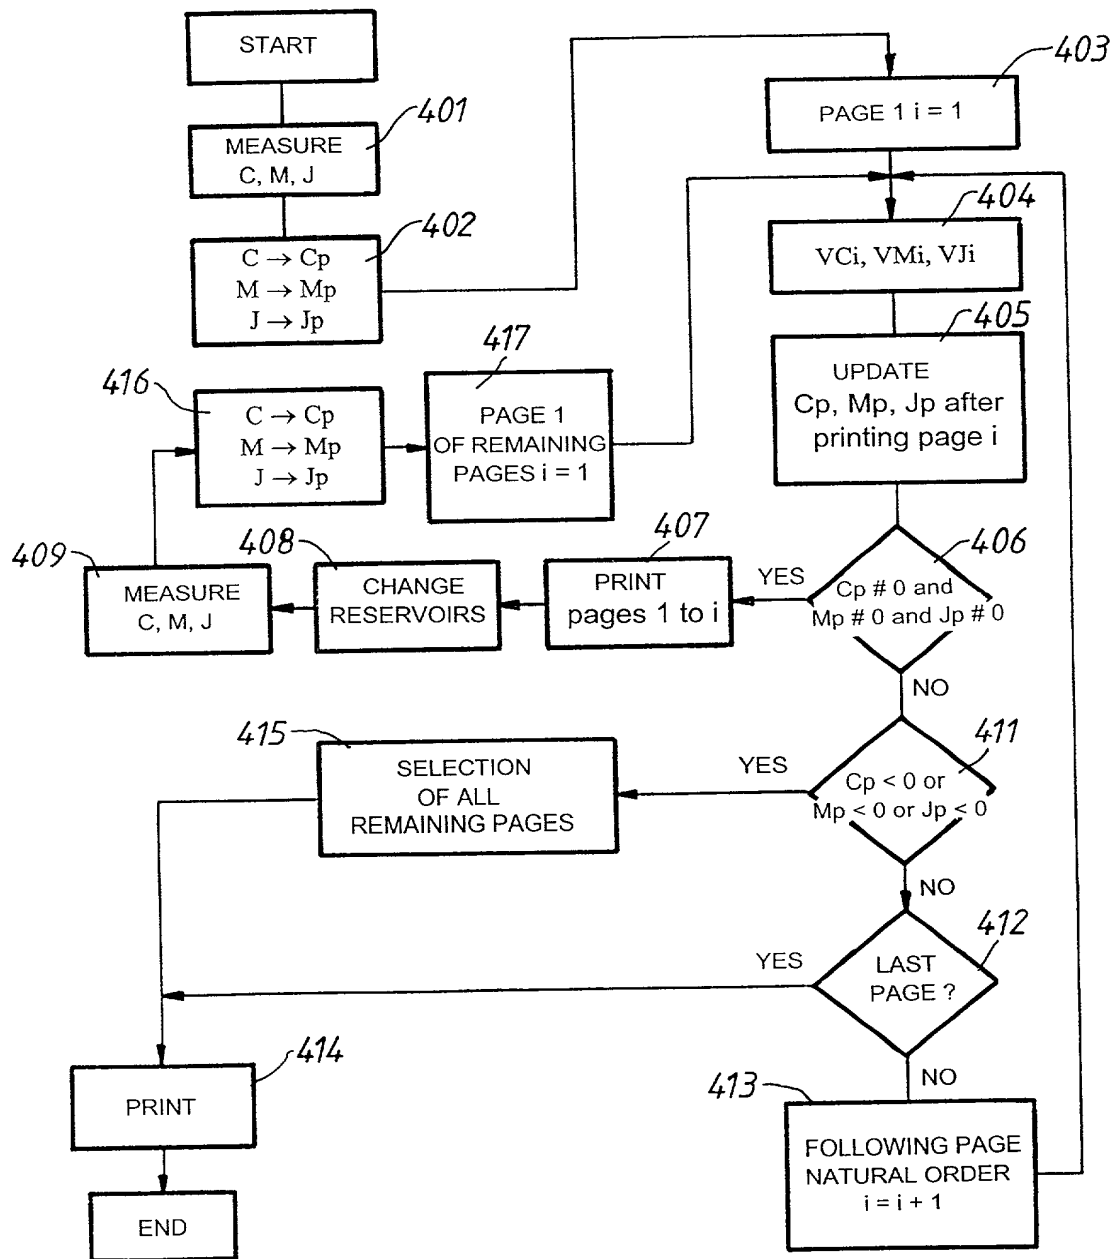 START
401
MEASURE
C, M, J
402
C → Cp
M → Mp
J → Jp
403
PAGE 1 i = 1
404
VCi, VMi, VJi
405
UPDATE
Cp, Mp, Jp after
printing page i
406
Cp # 0 and
Mp # 0 and Jp # 0
YES
NO
407
PRINT
pages 1 to i
408
CHANGE
RESERVOIRS
409
MEASURE
C, M, J
416
C → Cp
M → Mp
J → Jp
417
PAGE 1
OF REMAINING
PAGES i = 1
411
Cp < 0 or
Mp < 0 or Jp < 0
YES
NO
415
SELECTION
OF ALL
REMAINING PAGES
412
LAST
PAGE ?
YES
NO
413
FOLLOWING PAGE
NATURAL ORDER
i = i + 1
414
PRINT
END